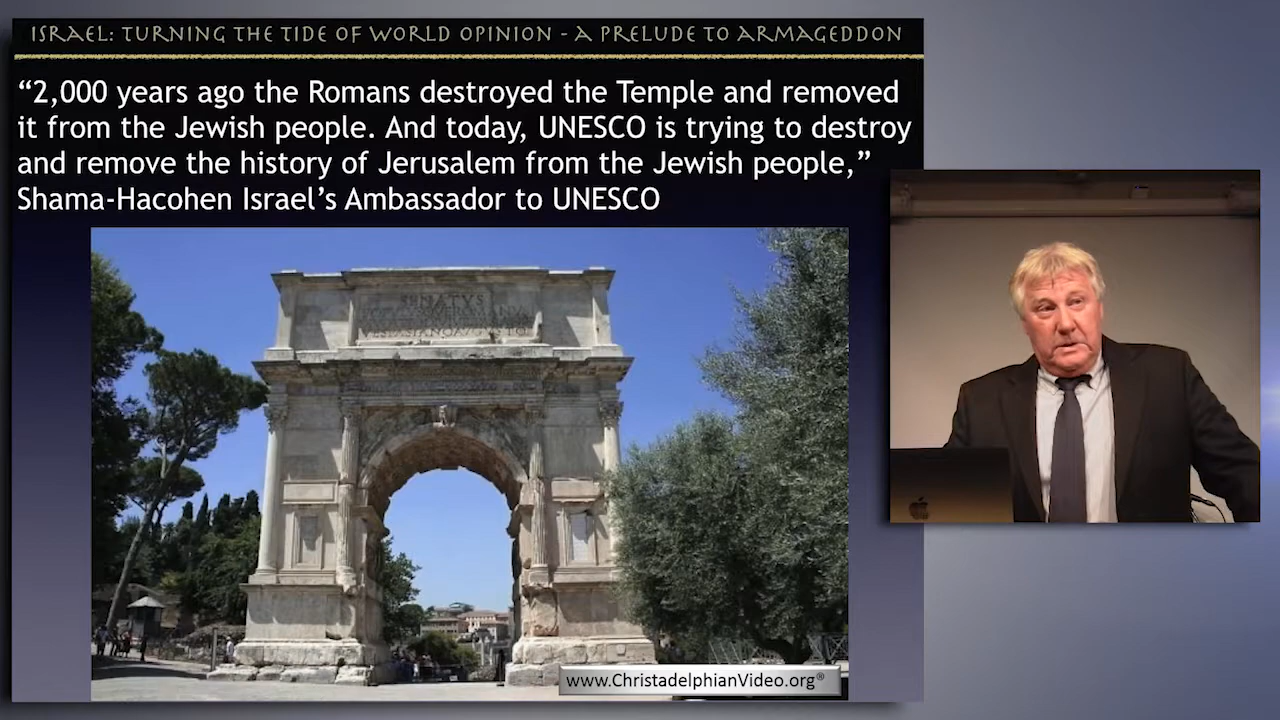 ISRAEL: TURNING THE TIDE OF WORLD OPINION - A PRELUDE TO ARMAGEDDON
“2,000 years ago the Romans destroyed the Temple and removed
it from the Jewish people. And today, UNESCO is trying to destroy
and remove the history of Jerusalem from the Jewish people,”
Shama-Hacohen Israel’s Ambassador to UNESCO
SENATVS
www.ChristadelphianVideo.org®